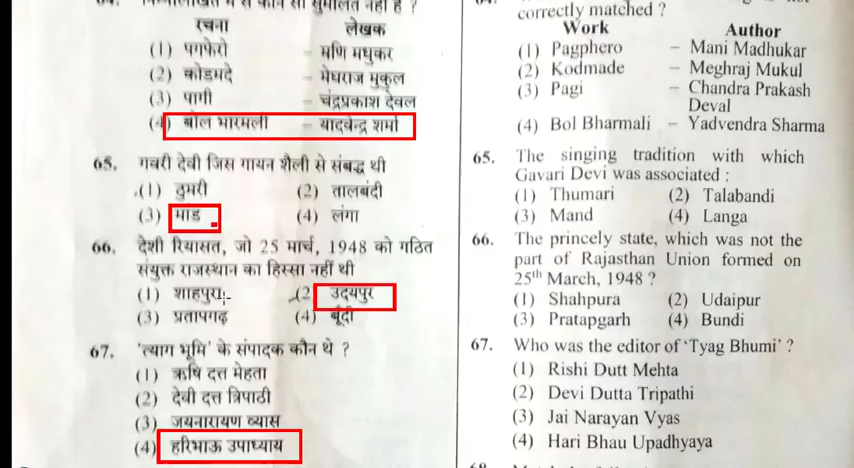 निम्नलिखित में से कौन सा सुमेलित नहीं है ?
रचना लेखक
(1) पगफेरो – मणि मधुकर
(2) कोडमदे – मेघराज मुकुल
(3) पागी – चंद्रप्रकाश देवल
(4) बोल भारमली – यादवेन्द्र शर्मा
65. गवरी देवी जिस गायन शैली से संबद्ध थी
(1) ठुमरी (2) तालबंदी
(3) मांड (4) लंगा
66. देशी रियासत, जो 25 मार्च, 1948 को गठित
संयुक्त राजस्थान का हिस्सा नहीं थी
(1) शाहपुरा (2 उदयपुर
(3) प्रतापगढ़ (4) बूँदी
67. 'त्याग भूमि' के संपादक कौन थे ?
(1) ऋषि दत्त मेहता
(2) देवी दत्त त्रिपाठी
(3) जयनारायण व्यास
(4) हरिभाऊ उपाध्याय
correctly matched ?
Work Author
(1) Pagphero – Mani Madhukar
(2) Kodmade – Meghraj Mukul
(3) Pagi – Chandra Prakash
Deval
(4) Bol Bharmali – Yadvendra Sharma
65. The singing tradition with which
Gavari Devi was associated :
(1) Thumari (2) Talabandi
(3) Mand (4) Langa
66. The princely state, which was not the
part of Rajasthan Union formed on
25th March, 1948 ?
(1) Shahpura (2) Udaipur
(3) Pratapgarh (4) Bundi
67. Who was the editor of 'Tyag Bhumi' ?
(1) Rishi Dutt Mehta
(2) Devi Dutta Tripathi
(3) Jai Narayan Vyas
(4) Hari Bhau Upadhyaya